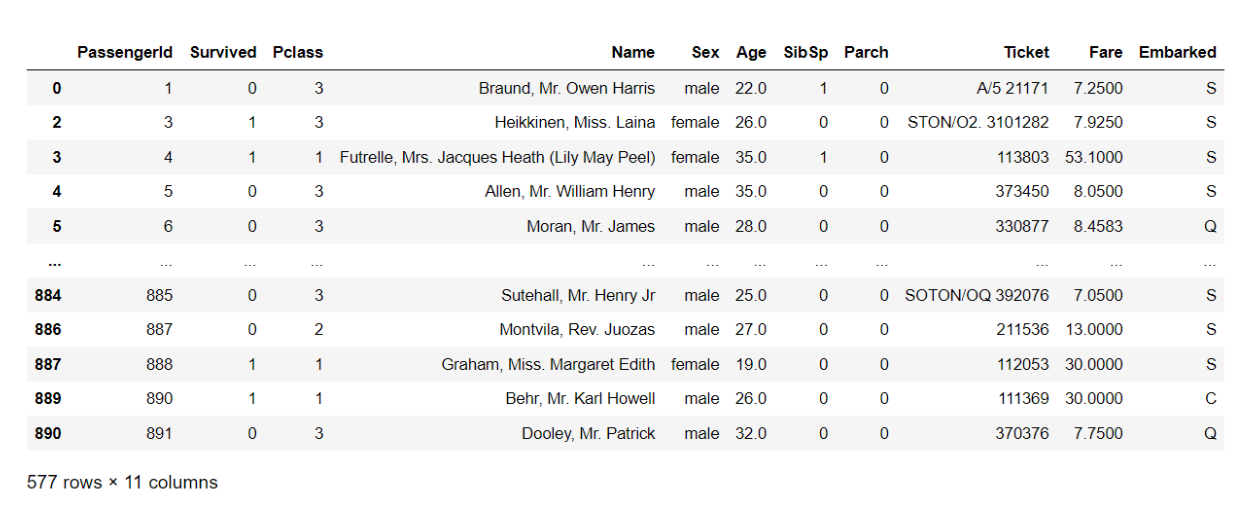 PassengerId Survived Pclass Name Sex Age SibSp Parch Ticket Fare Embarked
0 1 0 3 Braund, Mr. Owen Harris male 22.0 1 0 A/5 21171 7.2500 S
2 3 1 3 Heikkinen, Miss. Laina female 26.0 0 0 STON/O2. 3101282 7.9250 S
3 4 1 1 Futrelle, Mrs. Jacques Heath (Lily May Peel) female 35.0 1 0 113803 53.1000 S
4 5 0 3 Allen, Mr. William Henry male 35.0 0 0 373450 8.0500 S
5 6 0 3 Moran, Mr. James male 28.0 0 0 330877 8.4583 Q
... ... ... ... ... ... ... ... ... ... ... ...
884 885 0 3 Sutehall, Mr. Henry Jr male 25.0 0 0 SOTON/OQ 392076 7.0500 S
886 887 0 2 Montvila, Rev. Juozas male 27.0 0 0 211536 13.0000 S
887 888 1 1 Graham, Miss. Margaret Edith female 19.0 0 0 112053 30.0000 S
889 890 1 1 Behr, Mr. Karl Howell male 26.0 0 0 111369 30.0000 C
890 891 0 3 Dooley, Mr. Patrick male 32.0 0 0 370376 7.7500 Q
577 rows × 11 columns